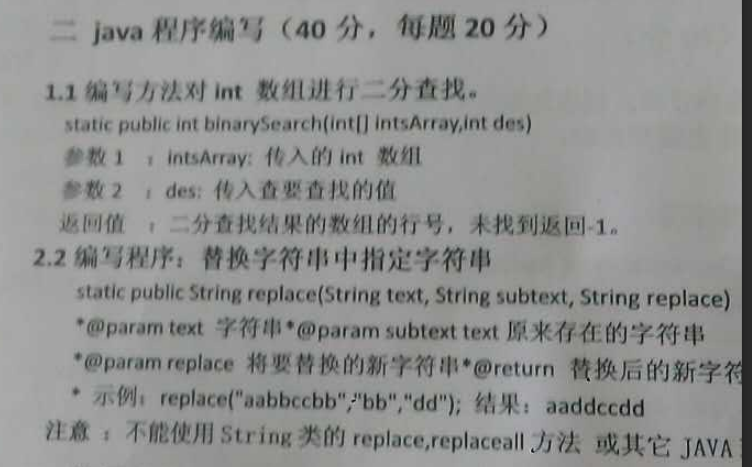 二 java 程序编写（40 分，每题 20 分）
1.1 编写方法对 int 数组进行二分查找。
static public int binarySearch(int[] intsArray,int des)
参数 1 ：intsArray: 传入的 int 数组
参数 2 ：des: 传入查要查找的值
返回值 ：二分查找结果的数组的行号，未找到返回-1。
2.2 编写程序：替换字符串中指定字符串
static public String replace(String text, String subtext, String replace)
*@param text 字符串*@param subtext text 原来存在的字符串
*@param replace 将要替换的新字符串*@return 替换后的新字符
* 示例：replace("aabbccbb","bb","dd"); 结果：aaddccdd
注意 ：不能使用 String 类的 replace,replaceall 方法 或其它 JAVA